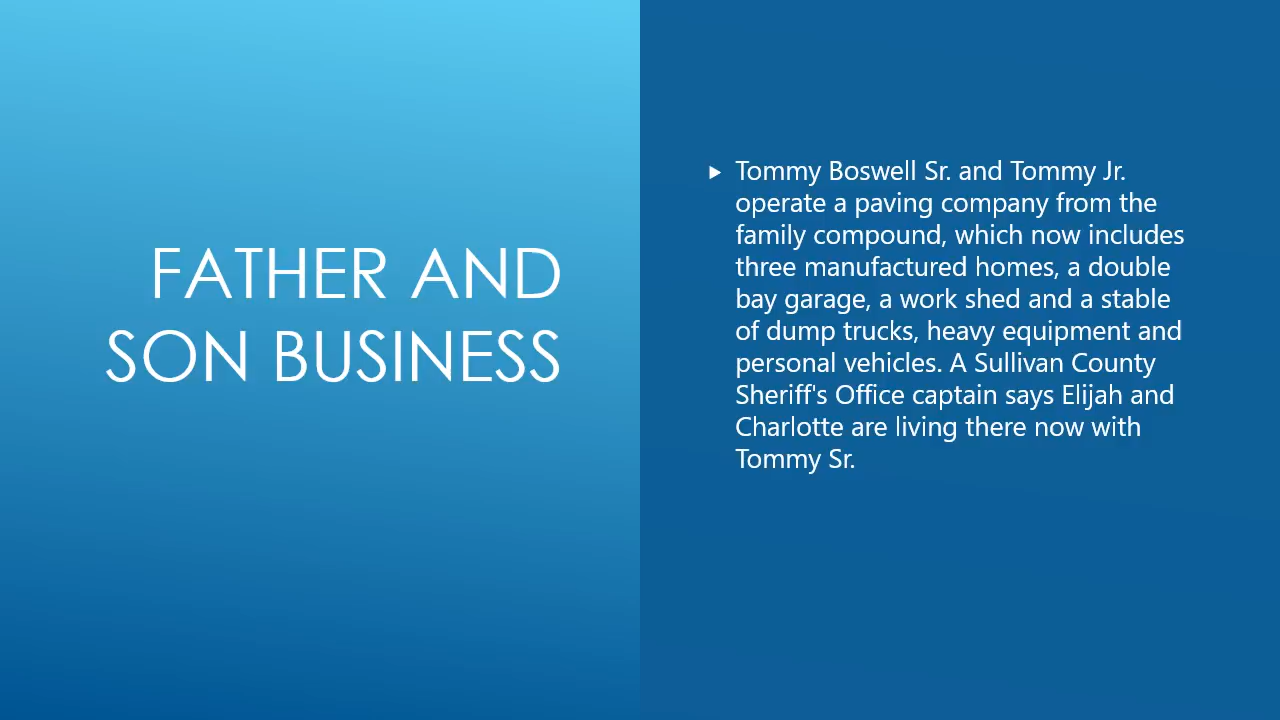 FATHER AND
SON BUSINESS
Tommy Boswell Sr. and Tommy Jr.
operate a paving company from the
family compound, which now includes
three manufactured homes, a double
bay garage, a work shed and a stable
of dump trucks, heavy equipment and
personal vehicles. A Sullivan County
Sheriff's Office captain says Elijah and
Charlotte are living there now with
Tommy Sr.